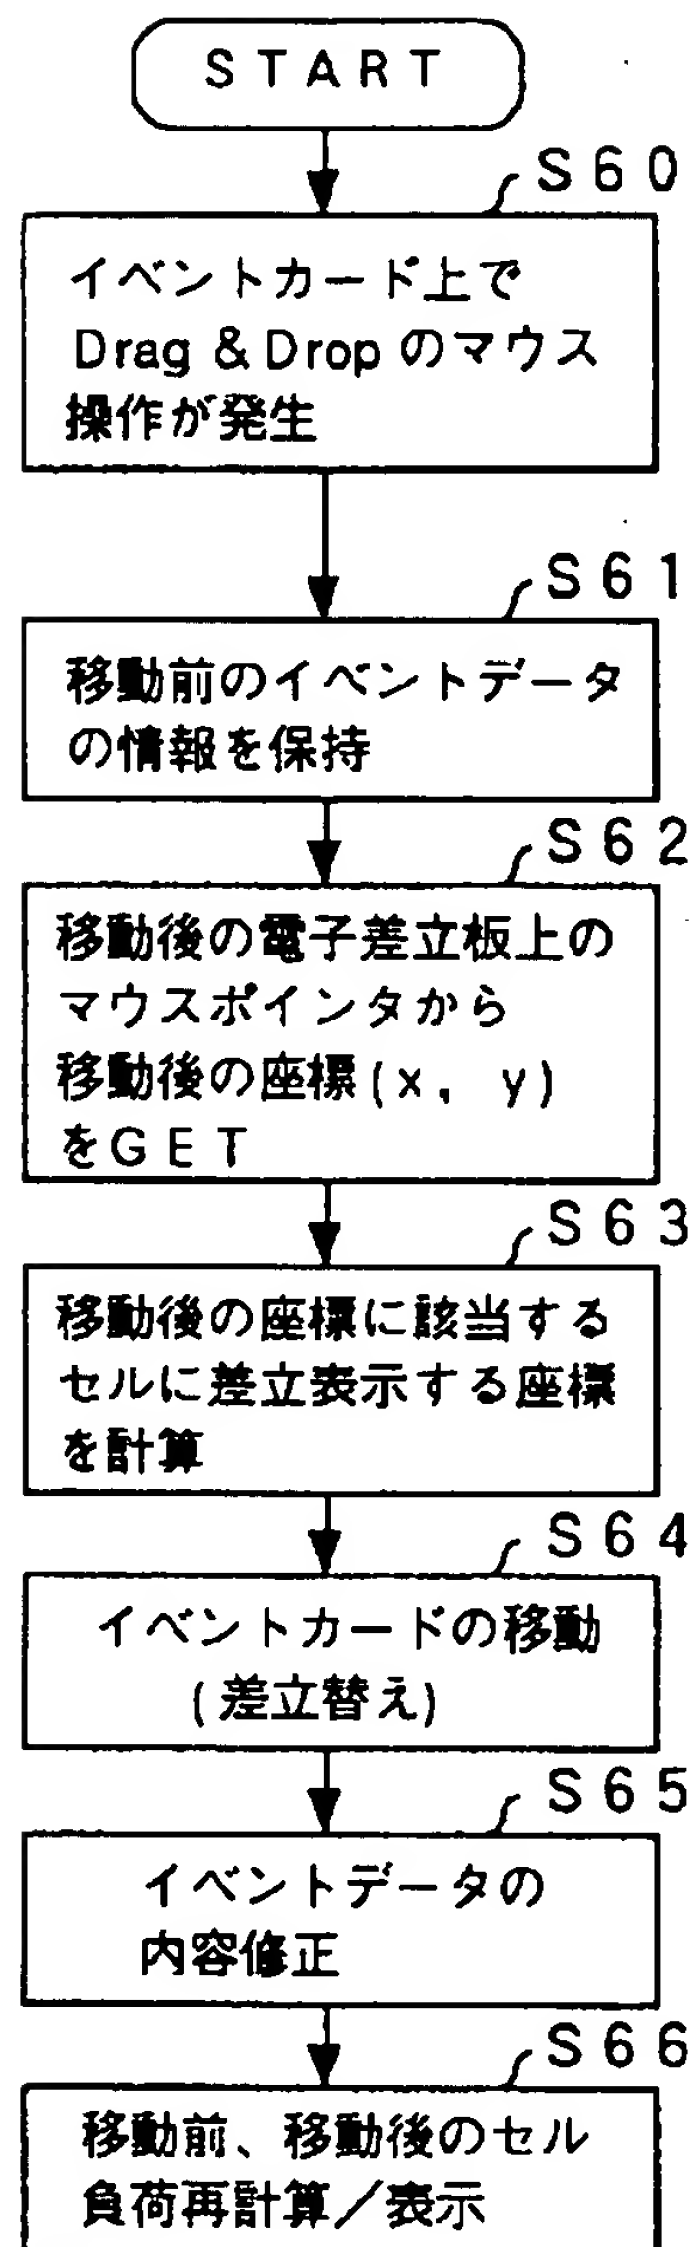 START
S60
イベントカード上で
Drag & Drop のマウス
操作が発生
S61
移動前のイベントデータ
の情報を保持
S62
移動後の電子差立板上の
マウスポインタから
移動後の座標(x, y)
をGET
S63
移動後の座標に該当する
セルに差立表示する座標
を計算
S64
イベントカードの移動
(差立替え)
S65
イベントデータの
内容修正
S66
移動前、移動後のセル
負荷再計算/表示